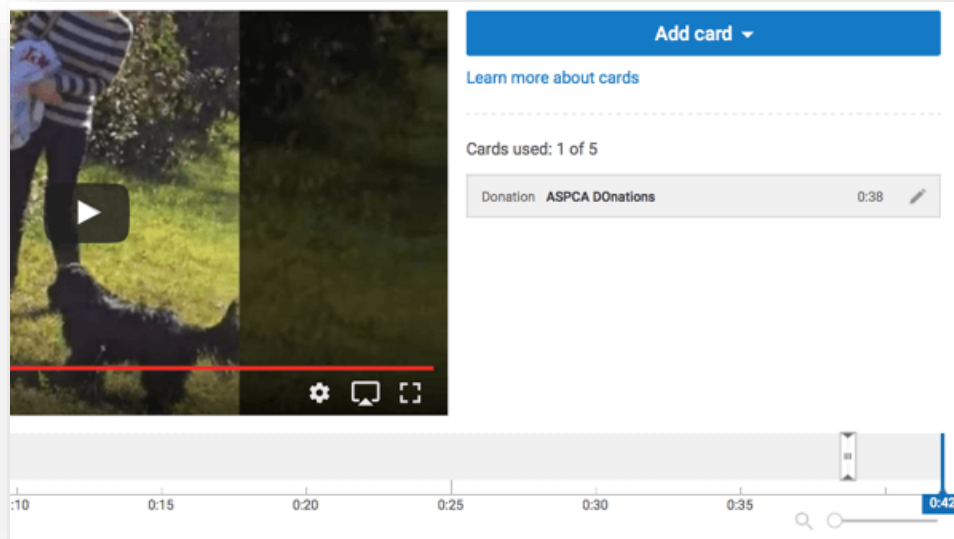 Add card
Learn more about cards
Cards used: 1 of 5
Donation ASPCA DOnations 0:38
:10 0:15 0:20 0:25 0:30 0:35 0:42